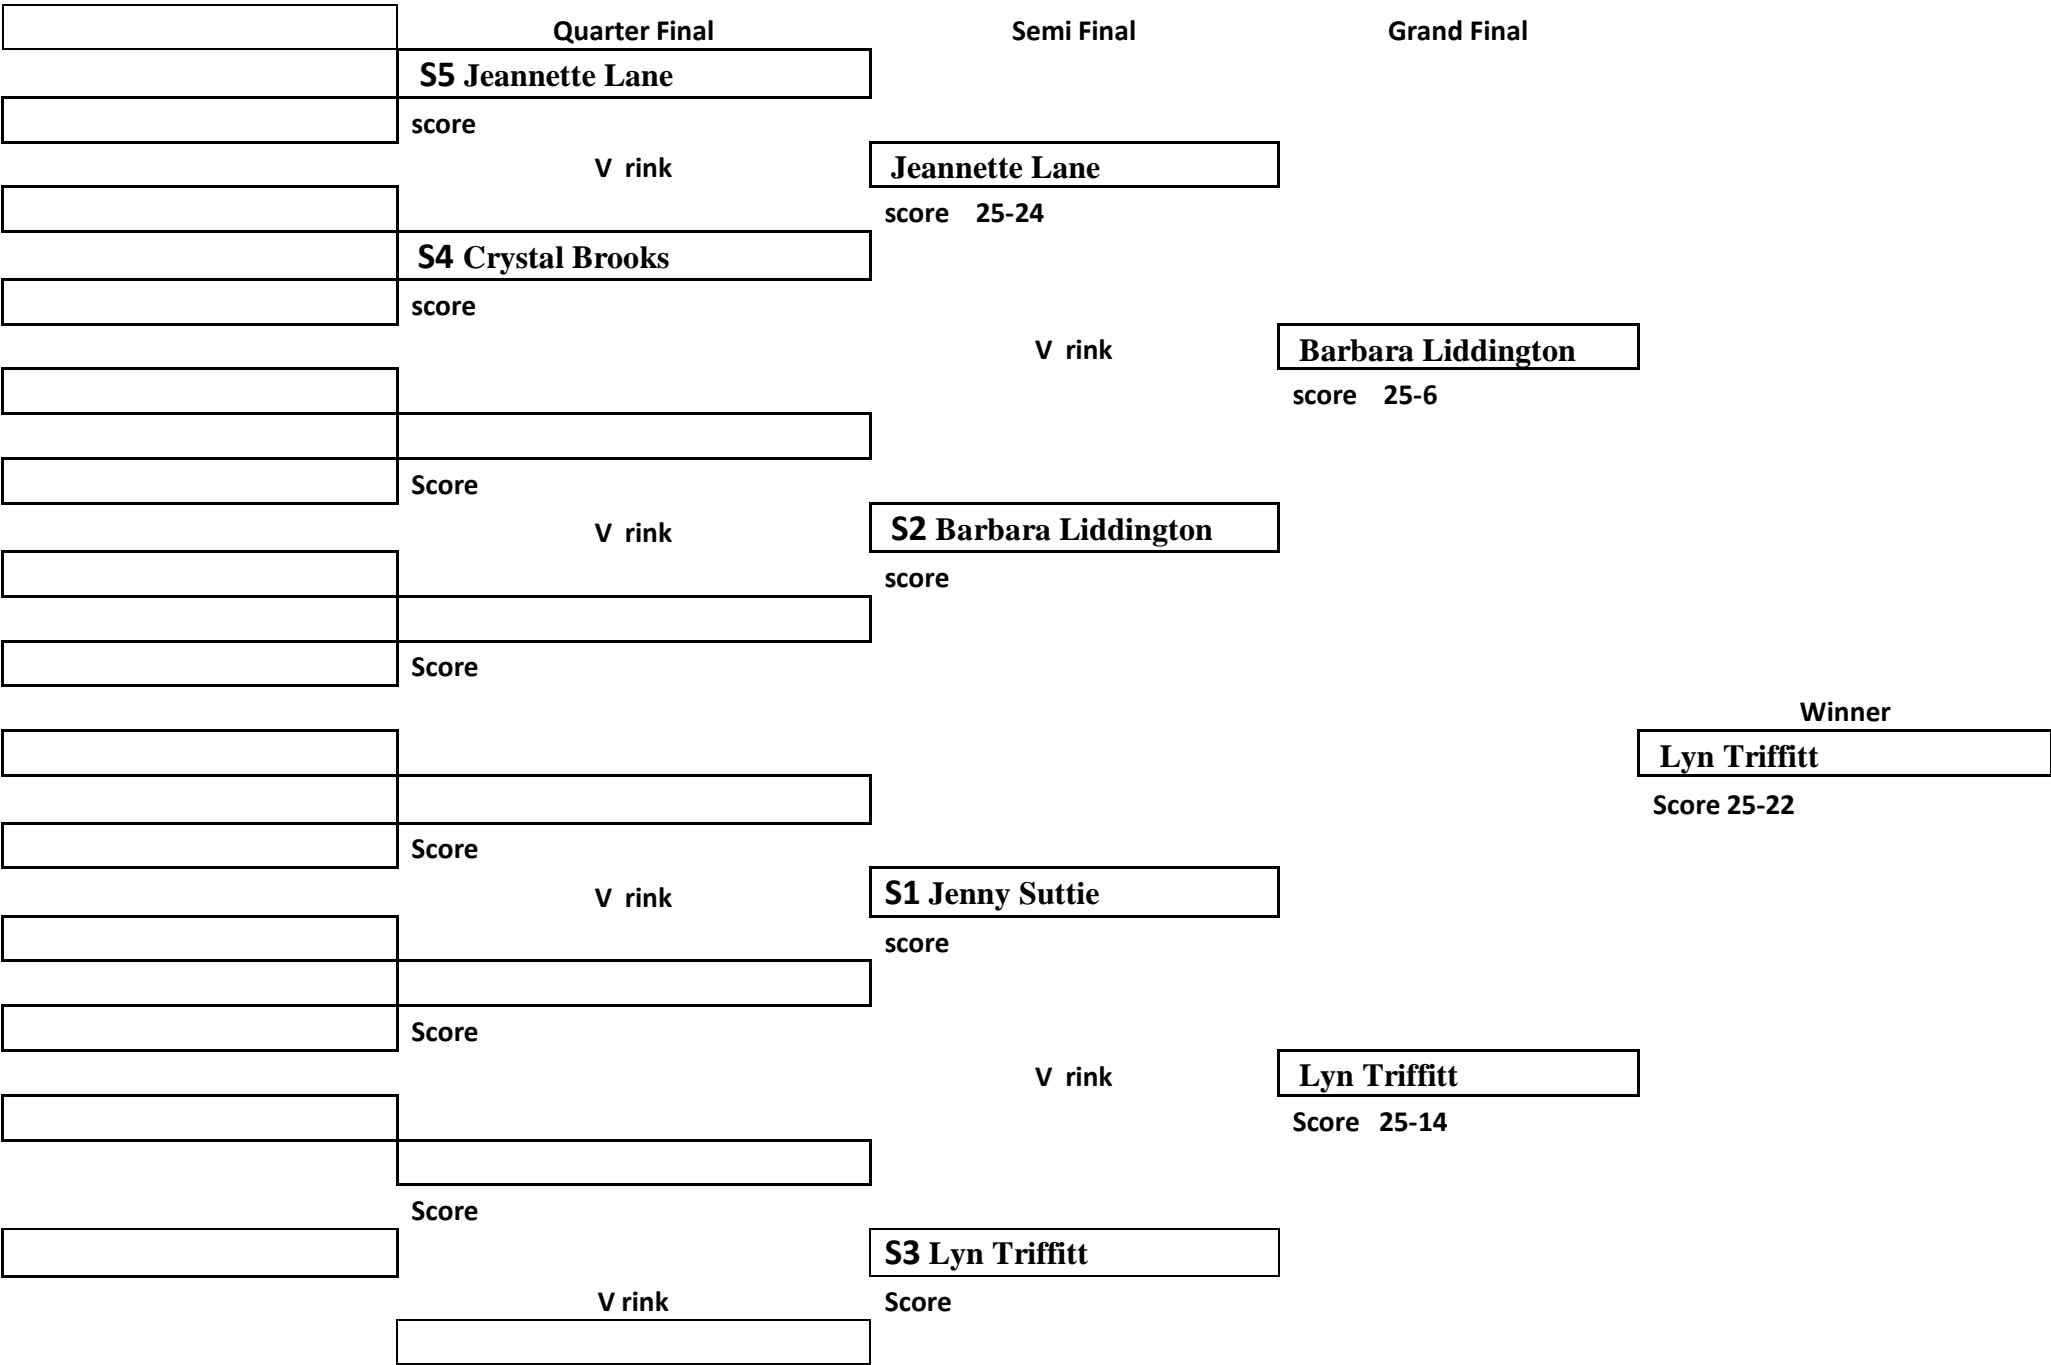 Quarter Final Semi Final Grand Final
S5 Jeannette Lane
score
V rink Jeannette Lane
score 25-24
S4 Crystal Brooks
score
V rink Barbara Liddington
score 25-6
Score
V rink S2 Barbara Liddington
score
Score
Winner
Lyn Triffitt
Score 25-22
Score
V rink S1 Jenny Suttie
score
Score
V rink Lyn Triffitt
Score 25-14
Score
S3 Lyn Triffitt
V rink Score